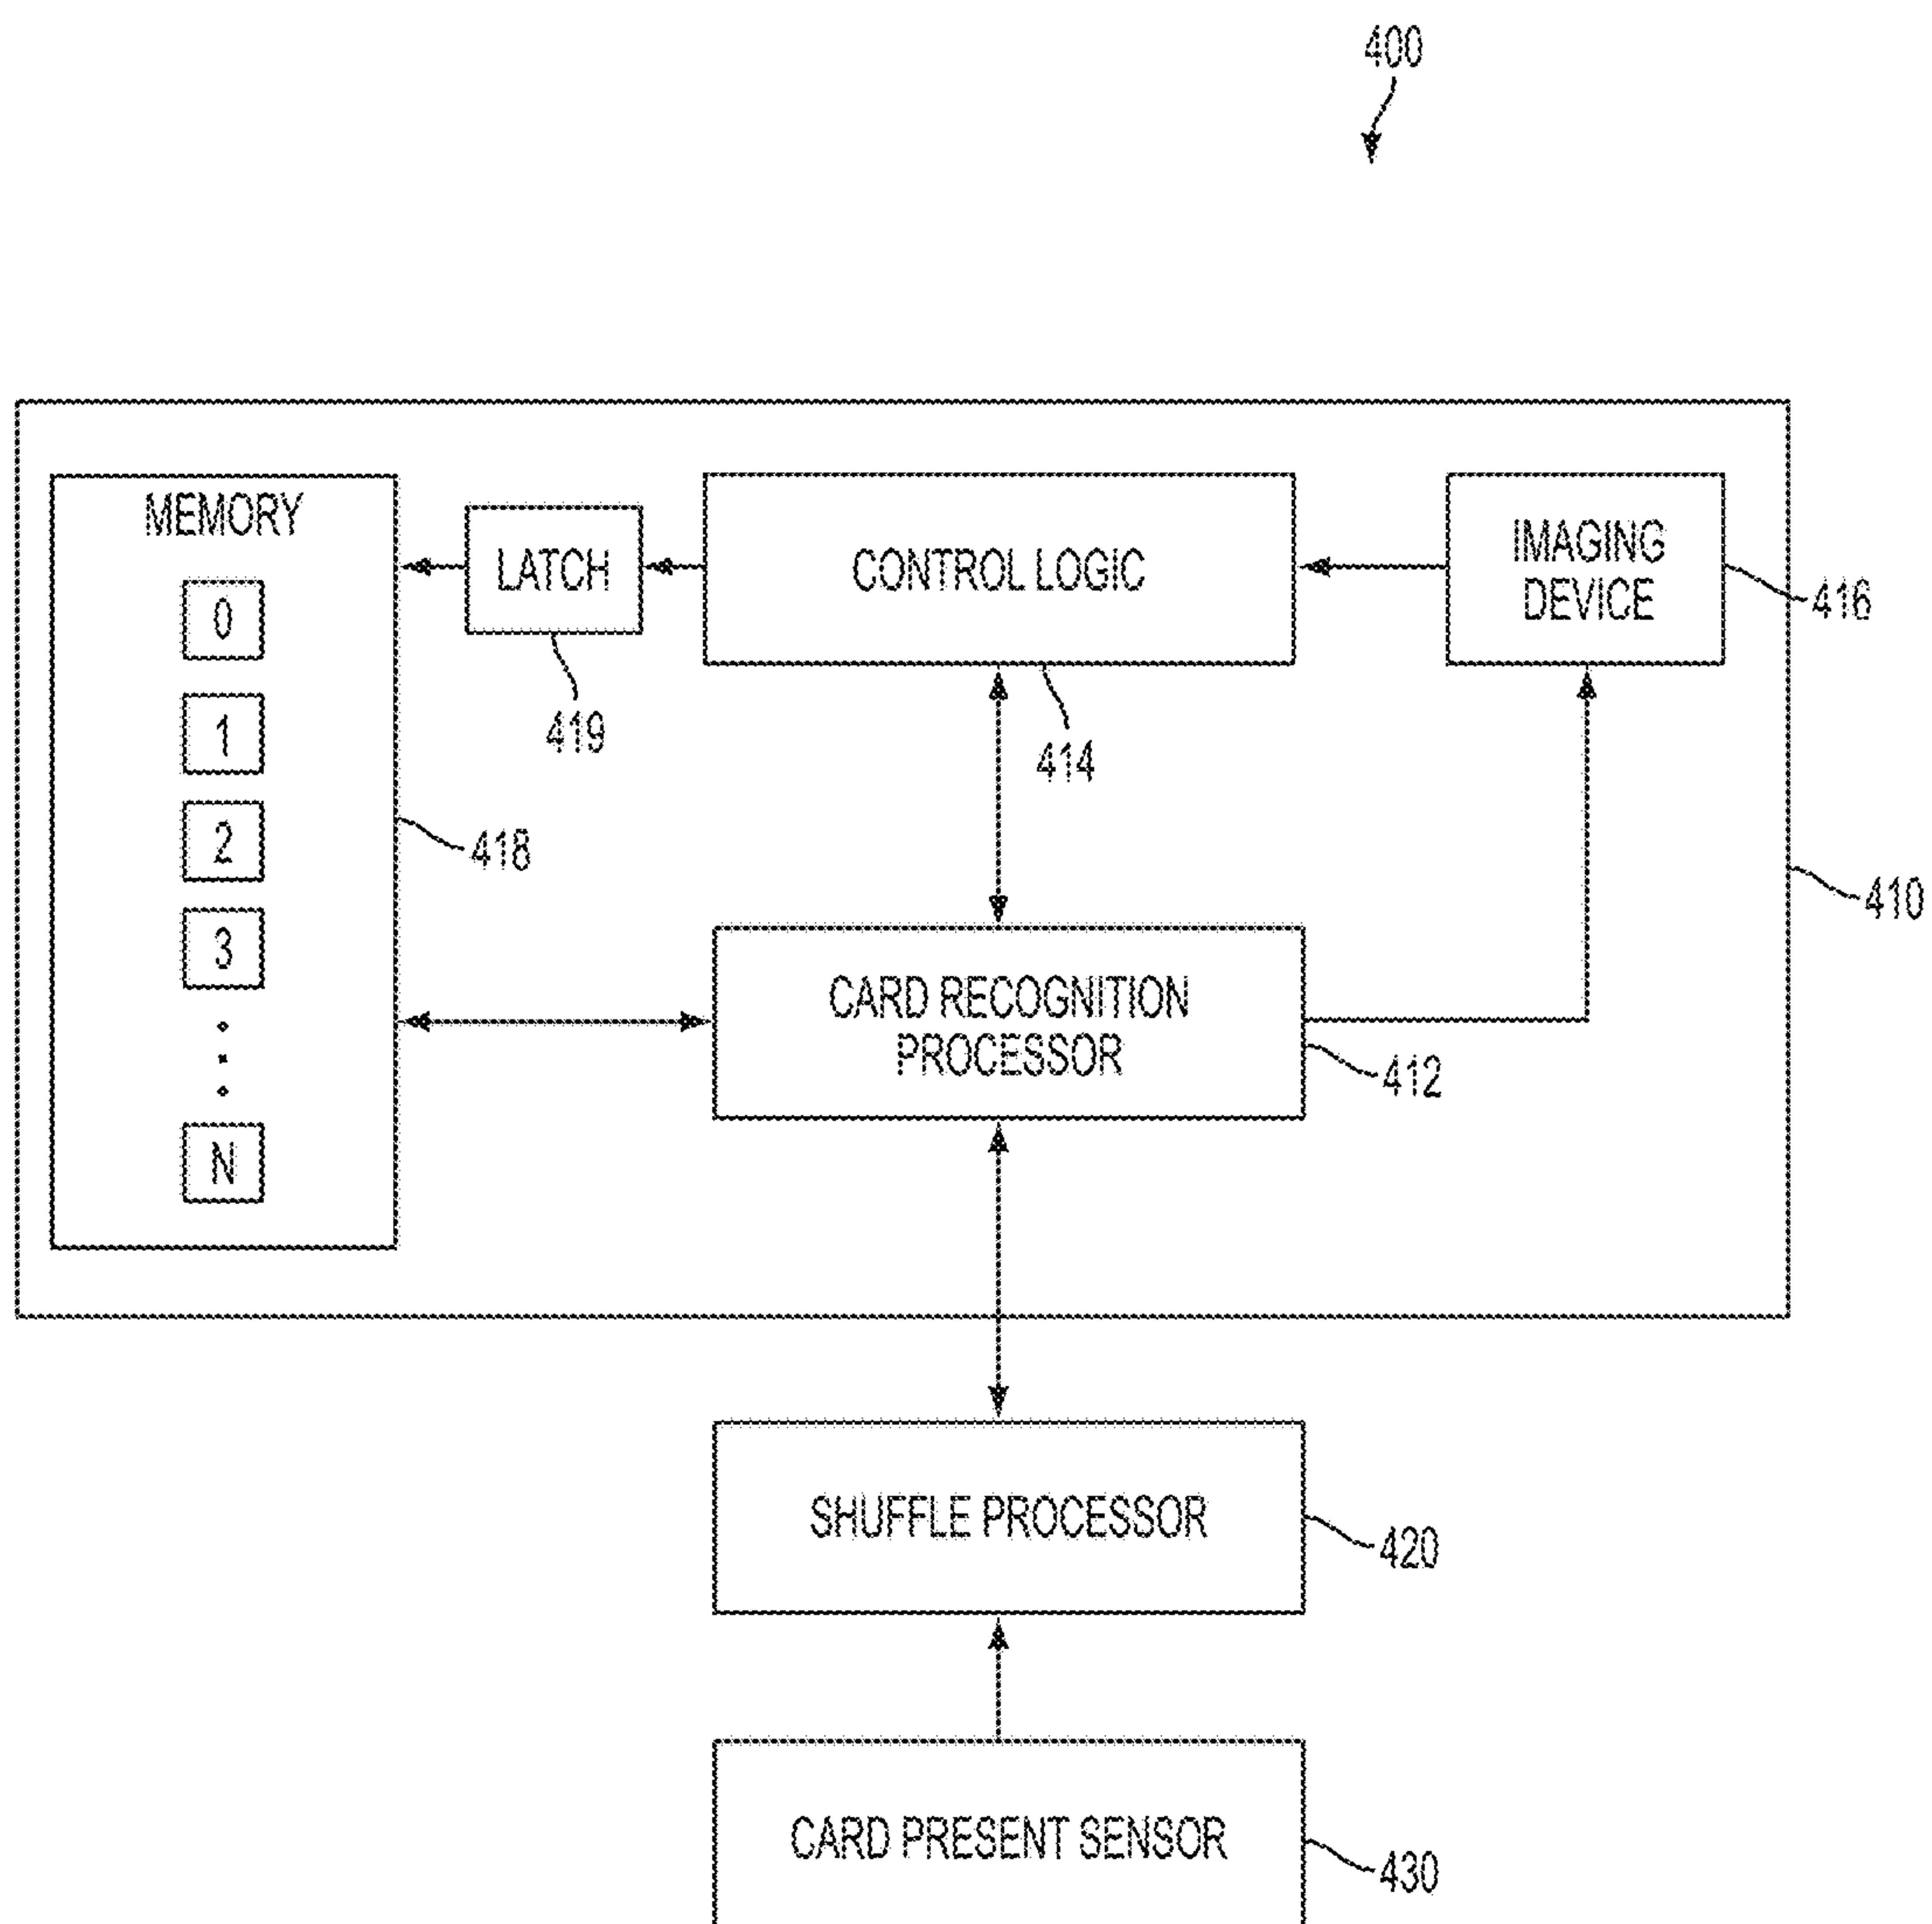 400
MEMORY
0
1
2
3
N
LATCH
419
CONTROL LOGIC
414
IMAGING
DEVICE
416
418
410
CARD RECOGNITION
PROCESSOR
412
SHUFFLE PROCESSOR
420
CARD PRESENT SENSOR
430